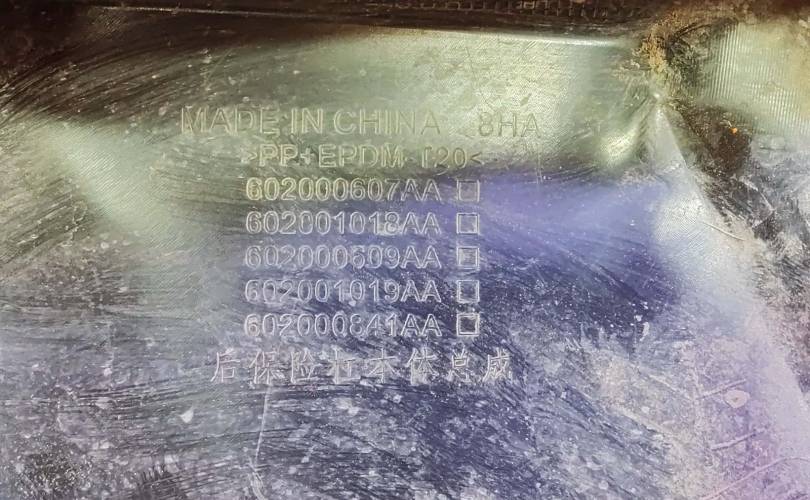 MADE IN CHINA 8HA
>PP+EPDM-T20<
602000607AA □
602001018AA □
602000609AA □
602001019AA □
602000841AA □
后保险杠本体总成